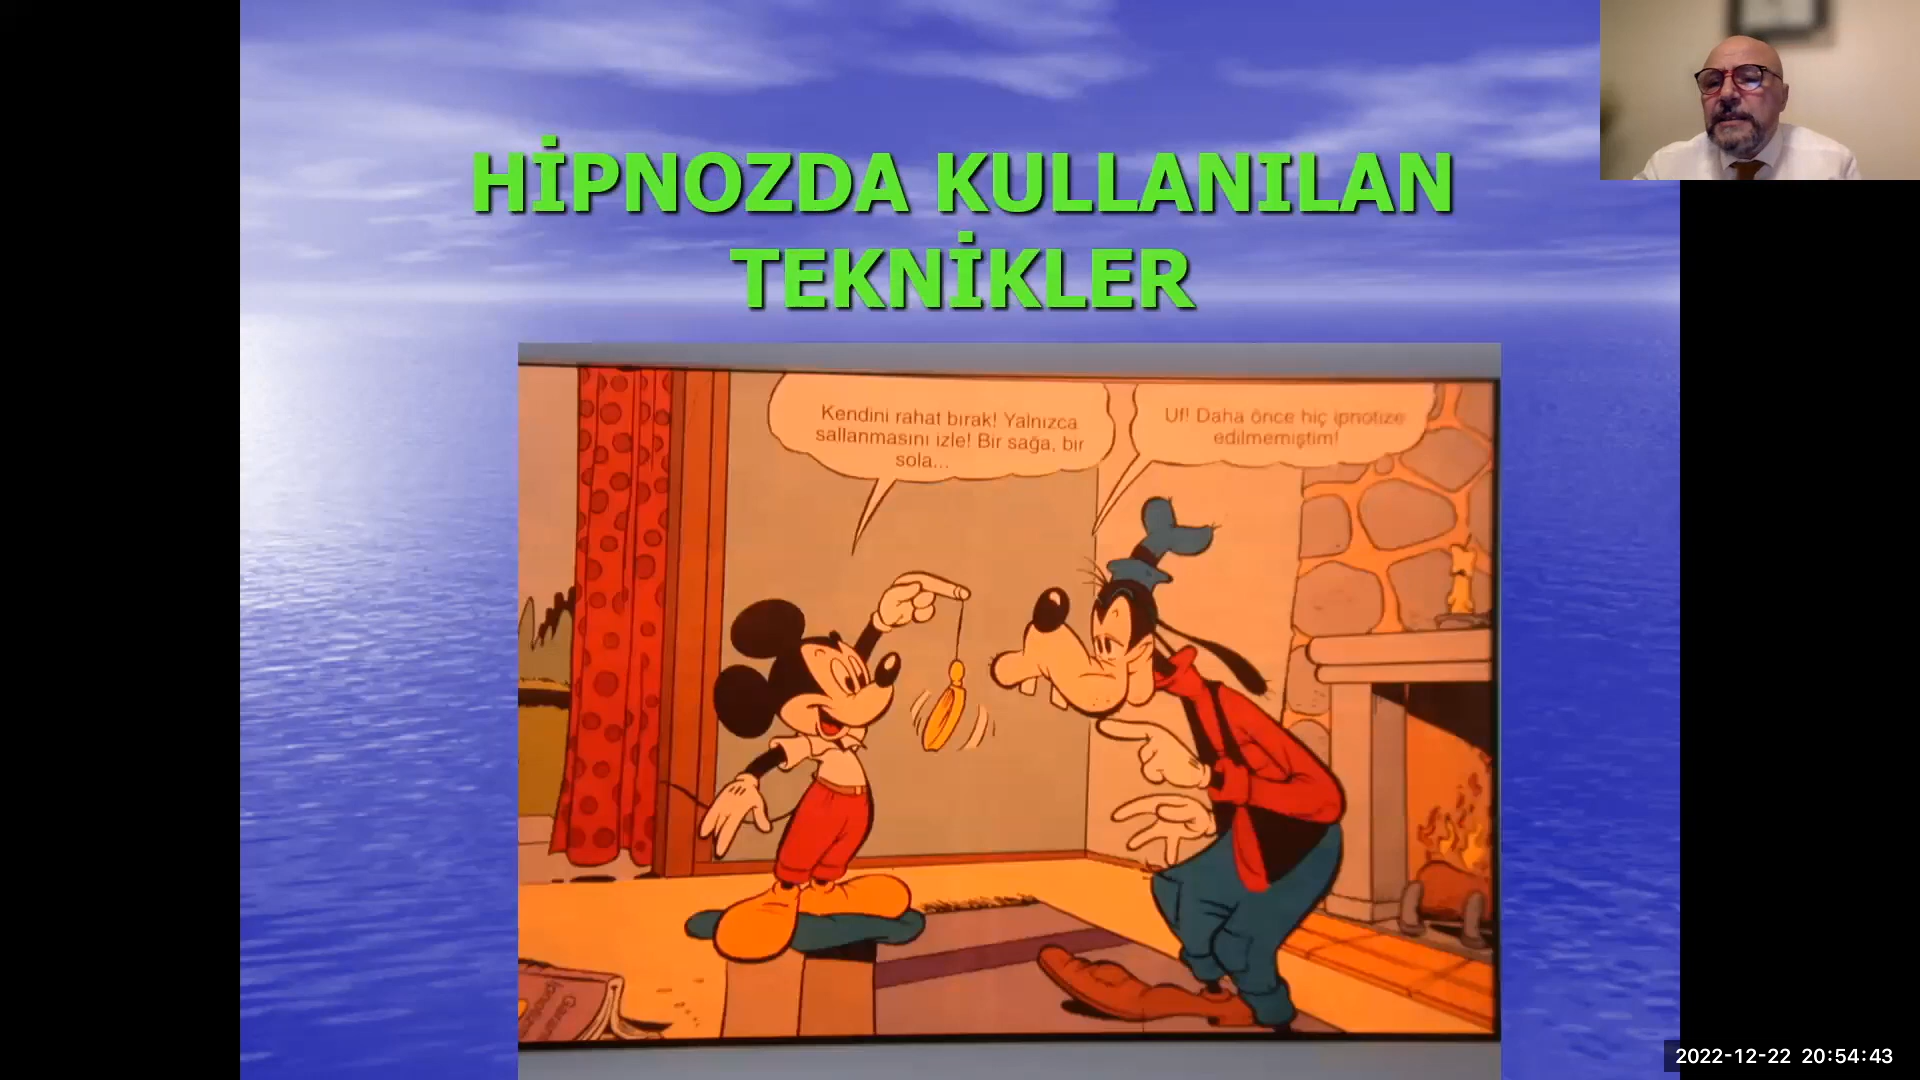 HİPNOZDA KULLANILAN
TEKNİKLER
Kendini rahat bırak! Yalnızca
sallanmasını izle! Bir sağa, bir
sola...
Uf! Daha önce hiç ipnotize
edilmemiştim!
2022-12-22 20:54:43